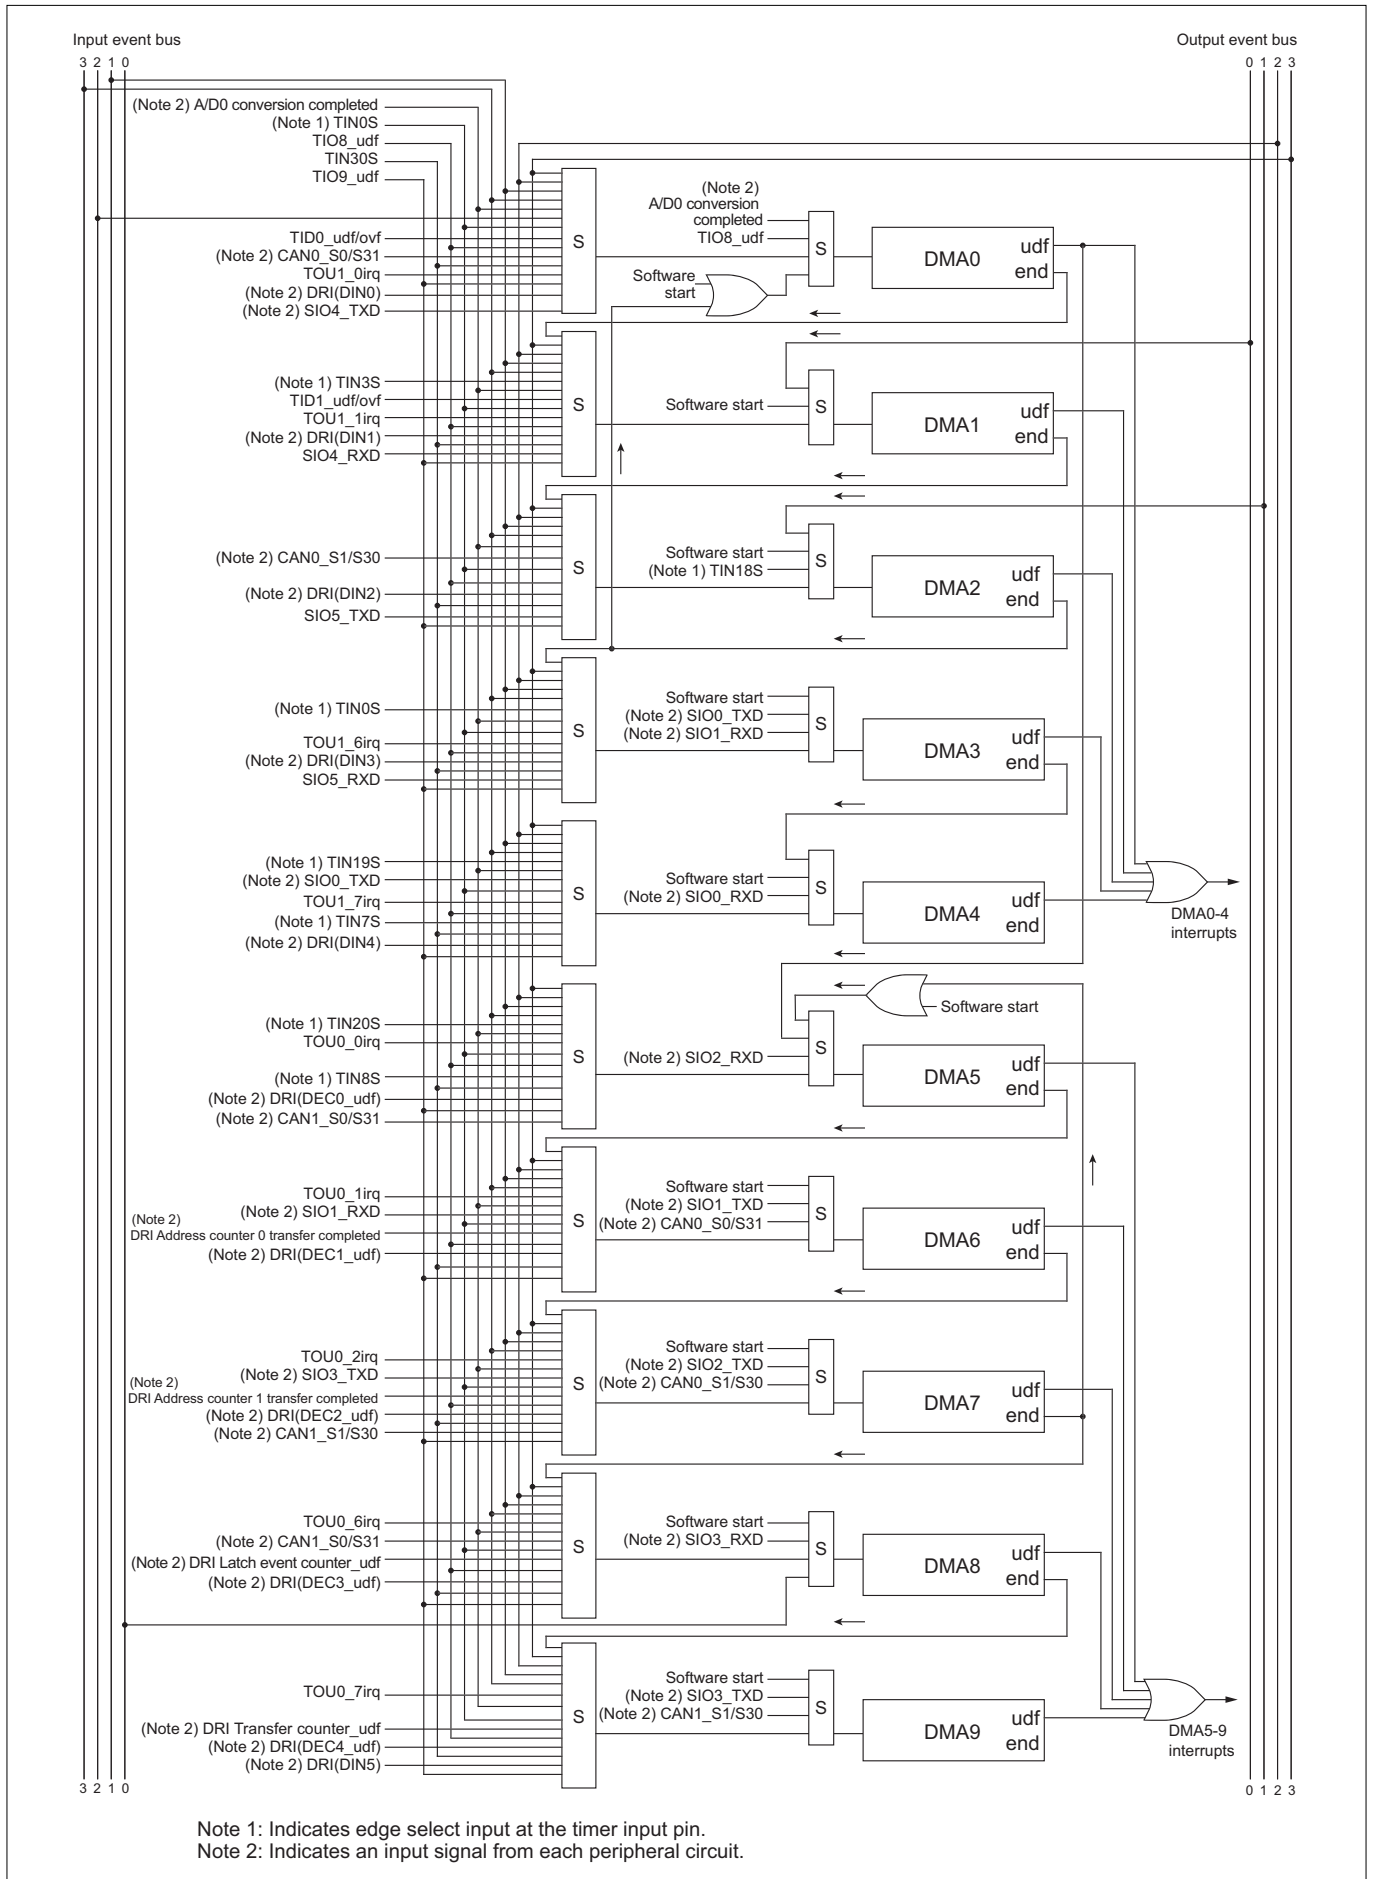 Input event bus
Output event bus
3 2 1 0
0 1 2 3
(Note 2) A/D0 conversion completed
(Note 1) TIN0S
TIO8_udf
TIN30S
TIO9_udf
TID0_udf/ovf
(Note 2) CAN0_S0/S31
TOU1_0irq
(Note 2) DRI(DIN0)
(Note 2) SIO4_TXD
S
(Note 2)
A/D0 conversion
completed
TIO8_udf
Software
start
S
DMA0
udf
end
(Note 1) TIN3S
TID1_udf/ovf
TOU1_1irq
(Note 2) DRI(DIN1)
SIO4_RXD
S
Software start
S
DMA1
udf
end
(Note 2) CAN0_S1/S30
(Note 2) DRI(DIN2)
SIO5_TXD
S
Software start
(Note 1) TIN18S
S
DMA2
udf
end
(Note 1) TIN0S
TOU1_6irq
(Note 2) DRI(DIN3)
SIO5_RXD
S
Software start
(Note 2) SIO0_TXD
(Note 2) SIO1_RXD
S
DMA3
udf
end
(Note 1) TIN19S
(Note 2) SIO0_TXD
TOU1_7irq
(Note 1) TIN7S
(Note 2) DRI(DIN4)
S
Software start
(Note 2) SIO0_RXD
S
DMA4
udf
end
DMA0-4
interrupts
(Note 1) TIN20S
TOU0_0irq
(Note 1) TIN8S
(Note 2) DRI(DEC0_udf)
(Note 2) CAN1_S0/S31
S
Software start
(Note 2) SIO2_RXD
S
DMA5
udf
end
TOU0_1irq
(Note 2) SIO1_RXD
(Note 2)
DRI Address counter 0 transfer completed
(Note 2) DRI(DEC1_udf)
S
Software start
(Note 2) SIO1_TXD
(Note 2) CAN0_S0/S31
S
DMA6
udf
end
TOU0_2irq
(Note 2) SIO3_TXD
(Note 2)
DRI Address counter 1 transfer completed
(Note 2) DRI(DEC2_udf)
(Note 2) CAN1_S1/S30
S
Software start
(Note 2) SIO2_TXD
(Note 2) CAN0_S1/S30
S
DMA7
udf
end
TOU0_6irq
(Note 2) CAN1_S0/S31
(Note 2) DRI Latch event counter_udf
(Note 2) DRI(DEC3_udf)
S
Software start
(Note 2) SIO3_RXD
S
DMA8
udf
end
TOU0_7irq
(Note 2) DRI Transfer counter_udf
(Note 2) DRI(DEC4_udf)
(Note 2) DRI(DIN5)
S
Software start
(Note 2) SIO3_TXD
(Note 2) CAN1_S1/S30
S
DMA9
udf
end
DMA5-9
interrupts
3 2 1 0
0 1 2 3
Note 1: Indicates edge select input at the timer input pin.
Note 2: Indicates an input signal from each peripheral circuit.